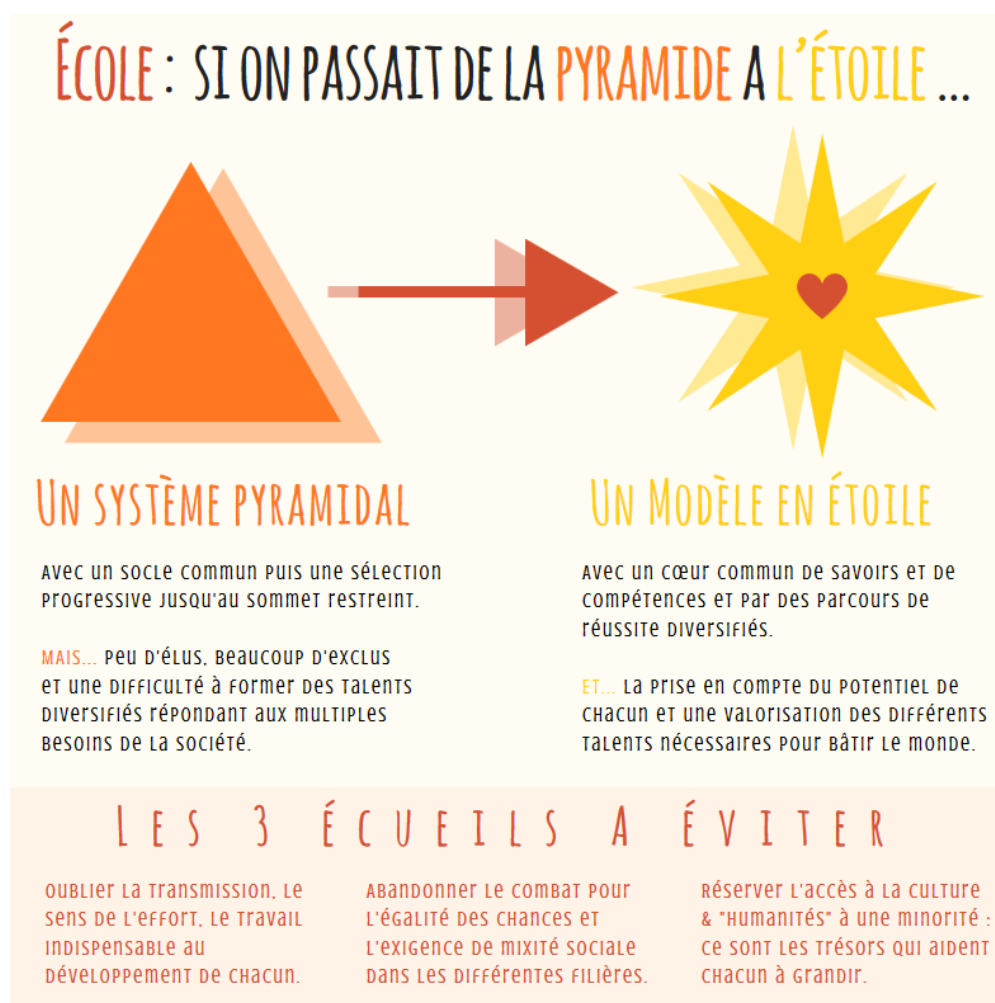 École : si on passait de la pyramide a l'étoile ...
Un système pyramidal
Avec un socle commun puis une sélection
progressive jusqu'au sommet restreint.
MAIS... Peu d'élus, beaucoup d'exclus
et une difficulté à former des talents
diversifiés répondant aux multiples
besoins de la société.
Un Modèle en étoile
Avec un cœur commun de savoirs et de
compétences et par des parcours de
réussite diversifiés.
ET... La prise en compte du potentiel de
chacun et une valorisation des différents
talents nécessaires pour bâtir le monde.
Les 3 écueils a éviter
Oublier la transmission, le
sens de l'effort, le travail
indispensable au
développement de chacun.
Abandonner le combat pour
l'égalité des chances et
l'exigence de mixité sociale
dans les différentes filières.
Réserver l'accès à la culture
& "humanités" à une minorité :
ce sont les trésors qui aident
chacun à grandir.